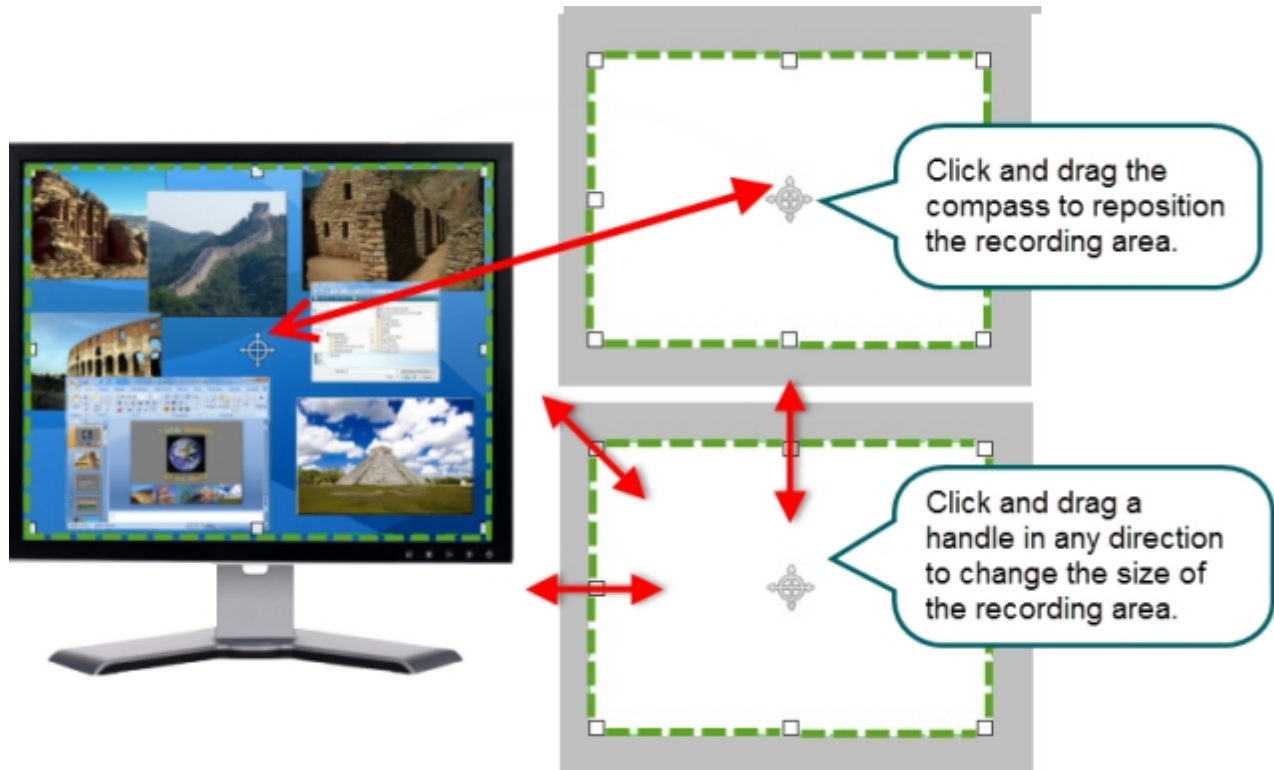 Click and drag the
compass to reposition
the recording area.
Click and drag a
handle in any direction
to change the size of
the recording area.